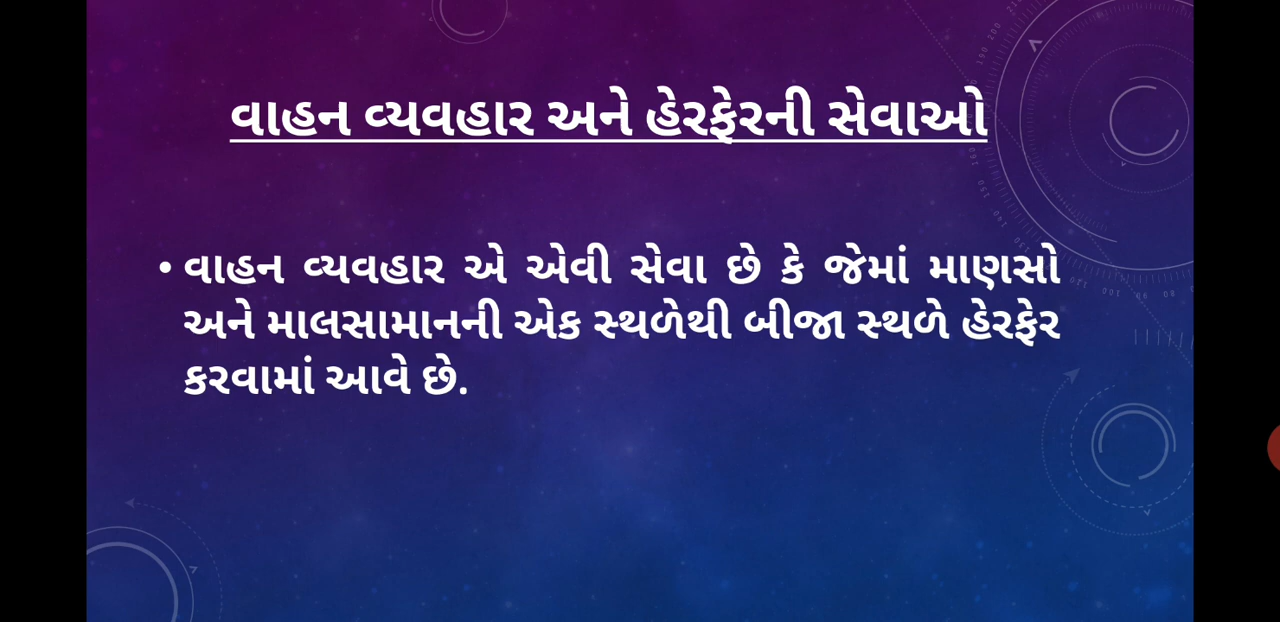 વાહન વ્યવહાર અને હેરફેરની સેવાઓ
• વાહન વ્યવહાર એ એવી સેવા છે કે જેમાં માણસો
અને માલસામાનની એક સ્થળેથી બીજા સ્થળે હેરફેર
કરવામાં આવે છે.